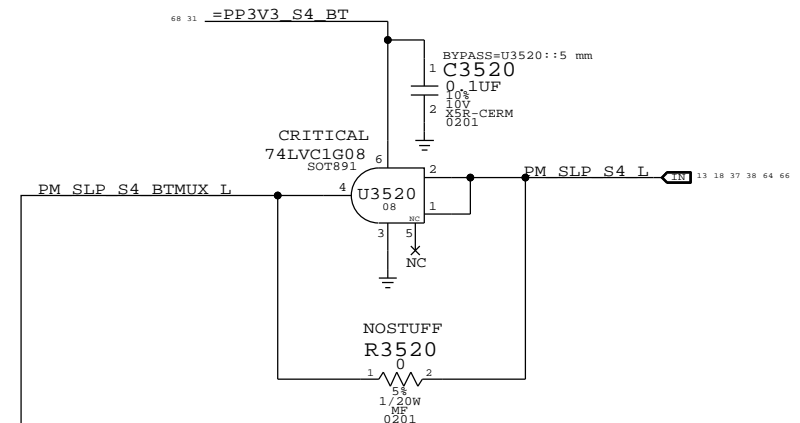 68 31 =PP3V3_S4_BT
BYPASS=U3520::5 mm
1 C3520
0.1UF
10%
10V
2 X5R-CERM
0201
CRITICAL
74LVC1G08 6
SOT891
2 PM_SLP_S4_L IN 13 18 37 38 64 66
PM_SLP_S4_BTMUX_L 4 U3520
08
1
NC
3 5
NC
NOSTUFF
R3520
0
1 2
5%
1/20W
MF
0201